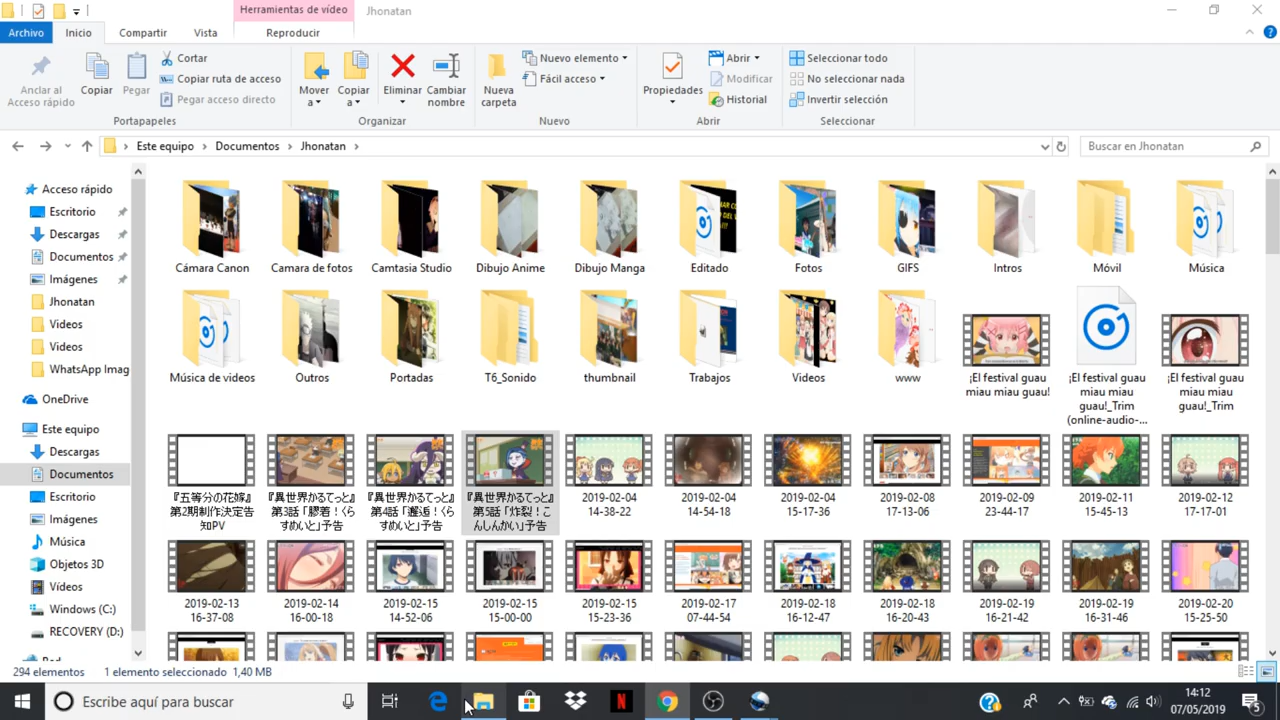 Herramientas de vídeo
Jhonatan
Archivo
Inicio
Compartir
Vista
Reproducir
Anclar al
Acceso rápido
Copiar
Pegar
Cortar
Copiar ruta de acceso
Pegar acceso directo
Portapapeles
Mover
a
Copiar
a
Eliminar
Cambiar
nombre
Organizar
Nueva
carpeta
Nuevo elemento
Fácil acceso
Nuevo
Propiedades
Abrir
Modificar
Historial
Abrir
Seleccionar todo
No seleccionar nada
Invertir selección
Seleccionar
Este equipo
Documentos
Jhonatan
Buscar en Jhonatan
Acceso rápido
Escritorio
Descargas
Documentos
Imágenes
Jhonatan
Videos
Videos
WhatsApp Imag
OneDrive
Este equipo
Descargas
Documentos
Escritorio
Imágenes
Música
Objetos 3D
Vídeos
Windows (C:)
RECOVERY (D:)
Cámara Canon
Camara de fotos
Camtasia Studio
Dibujo Anime
Dibujo Manga
Editado
Fotos
GIFS
Intros
Móvil
Música
Música de videos
Outros
Portadas
T6_Sonido
thumbnail
Trabajos
Videos
www
¡El festival guau
miau miau guau!
¡El festival guau
miau miau
guau!_Trim
(online-audio-...
¡El festival guau
miau miau
guau!_Trim
『五等分の花嫁』
第2期制作決定告
知PV
『異世界かるてっと』
第3話「膠着！くら
すめいと」予告
『異世界かるてっと』
第4話「邂逅！くら
すめいと」予告
『異世界かるてっと』
第5話「炸裂！こ
んしんかい」予告
2019-02-04
14-38-22
2019-02-04
14-54-18
2019-02-04
15-17-36
2019-02-08
17-13-06
2019-02-09
23-44-17
2019-02-11
15-45-13
2019-02-12
17-17-01
2019-02-13
16-37-08
2019-02-14
16-00-18
2019-02-15
14-52-06
2019-02-15
15-00-00
2019-02-15
15-23-36
2019-02-17
07-44-54
2019-02-18
16-12-47
2019-02-18
16-20-43
2019-02-19
16-21-42
2019-02-19
16-31-46
2019-02-20
15-25-50
294 elementos
1 elemento seleccionado 1,40 MB
Escribe aquí para buscar
14:12
07/05/2019
5